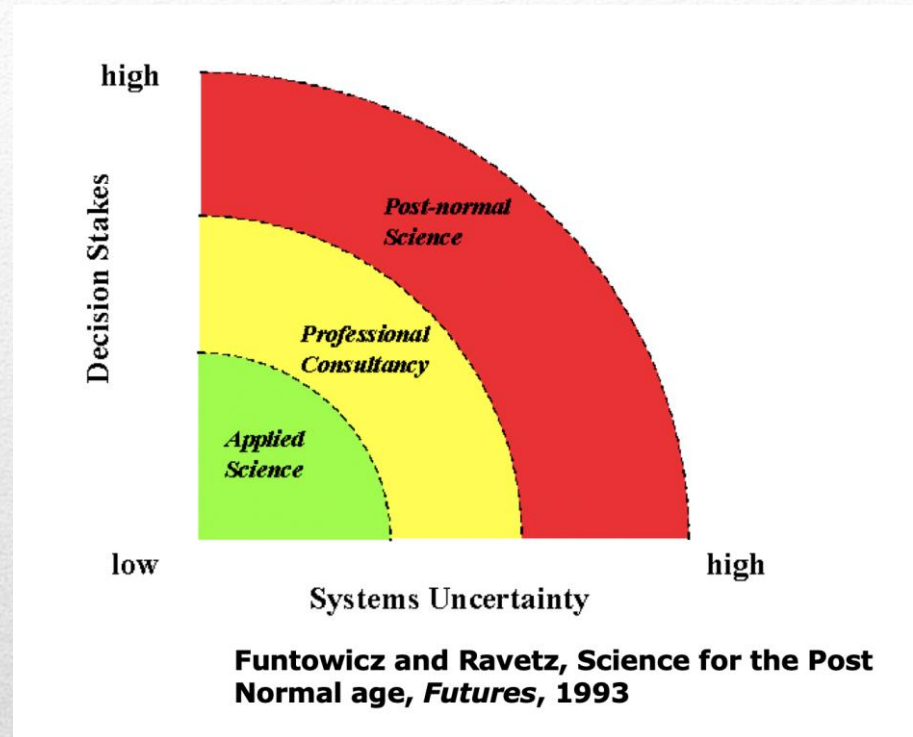 high
Decision Stakes
Post-normal
Science
Professional
Consultancy
Applied
Science
low
high
Systems Uncertainty
Funtowicz and Ravetz, Science for the Post
Normal age, Futures, 1993